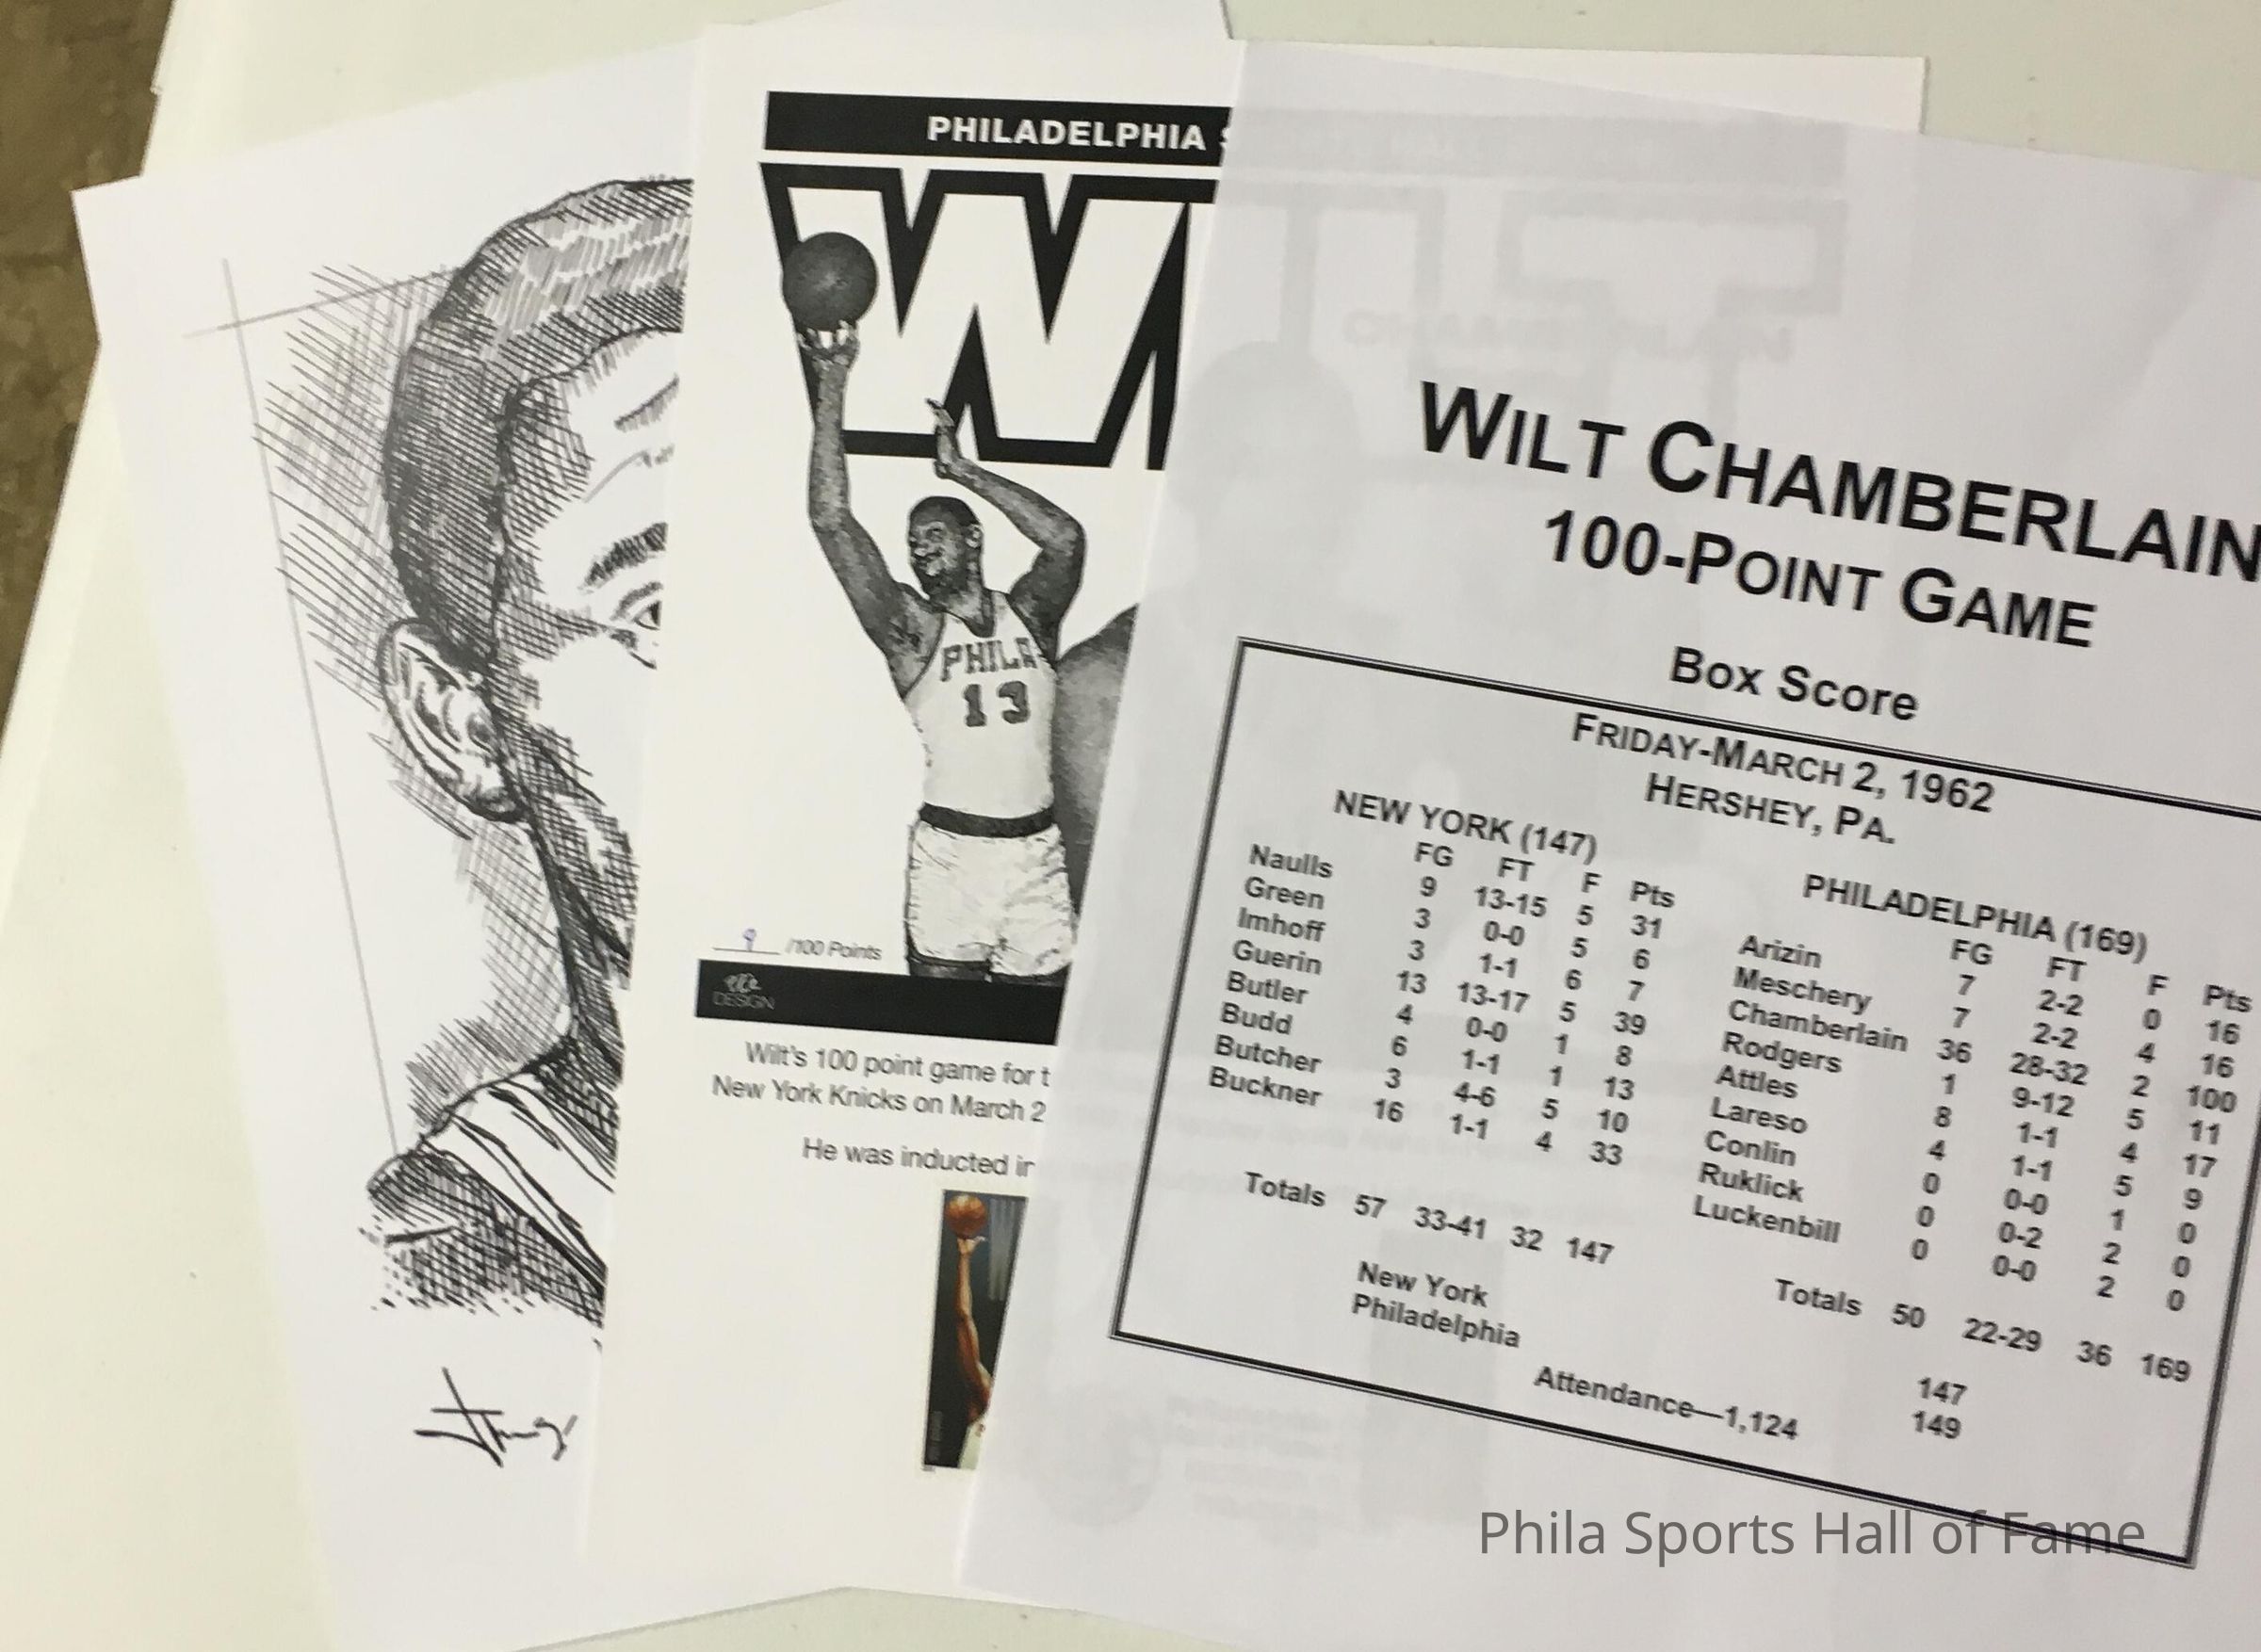 PHILADELPHIA
W
PHILA
13
9 /100 Points
DESIGN
Wilt's 100 point game for t
New York Knicks on March 2
He was inducted in
WILT CHAMBERLAIN
100-POINT GAME
Box Score
FRIDAY-MARCH 2, 1962
HERSHEY, PA.
NEW YORK (147)
FG FT F Pts
Naulls 9 13-15 5 31
Green 3 0-0 5 6
Imhoff 3 1-1 6 7
Guerin 13 13-17 5 39
Butler 4 0-0 1 8
Budd 6 1-1 1 13
Butcher 3 4-6 5 10
Buckner 16 1-1 4 33
Totals 57 33-41 32 147
PHILADELPHIA (169)
FG FT F Pts
Arizin 7 2-2 0 16
Meschery 7 2-2 4 16
Chamberlain 36 28-32 2 100
Rodgers 1 9-12 5 11
Attles 8 1-1 4 17
Lareso 4 1-1 5 9
Conlin 0 0-0 1 0
Ruklick 0 0-2 2 0
Luckenbill 0 0-0 2 0
Totals 50 22-29 36 169
New York 147
Philadelphia 149
Attendance—1,124
Phila Sports Hall of Fame